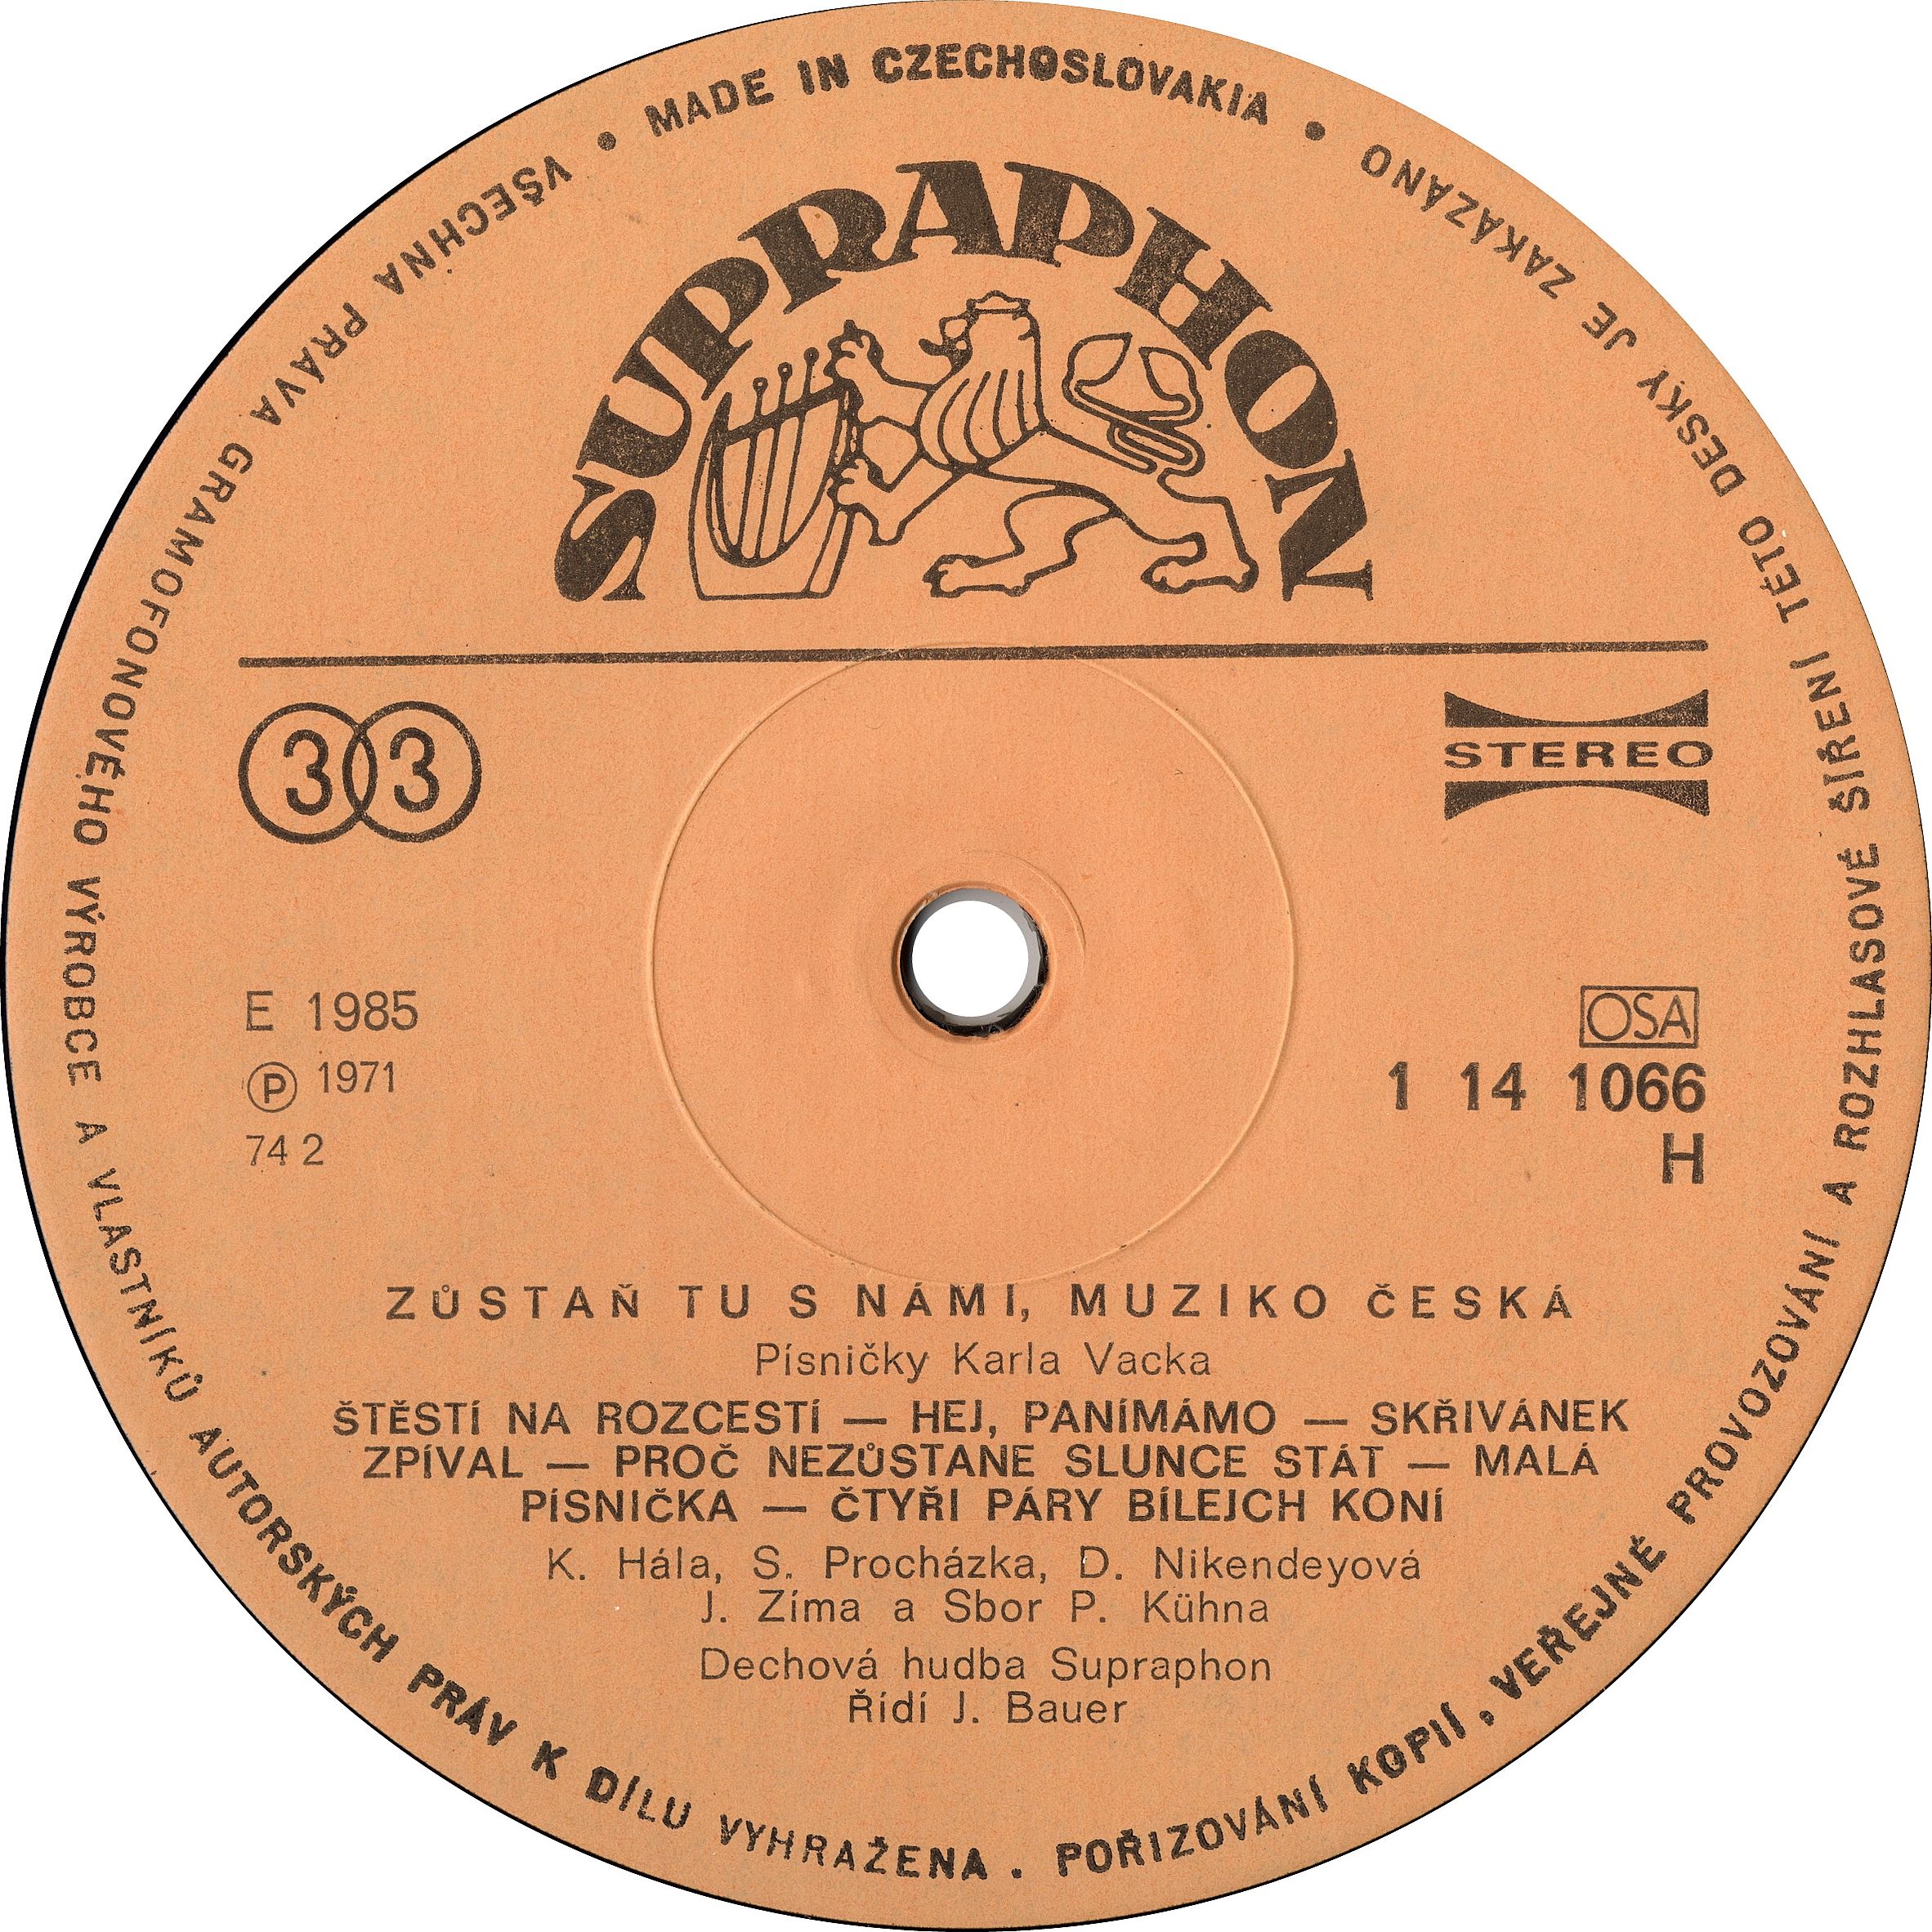 • MADE IN CZECHOSLOVAKIA •
VŠECHNA PRÁVA GRAMOFONOVÉHO VÝROBCE A VLASTNÍKŮ AUTORSKÝCH PRÁV K DÍLU VYHRAŽENA . POŘIZOVÁNÍ KOPIÍ , VEŘEJNÉ PROVOZOVÁNÍ A ROZHLASOVÉ ŠÍŘENÍ TÉTO DESKY JE ZAKÁZÁNO
SUPRAPHON
33
STEREO
E 1985
Ⓟ 1971
74 2
OSA
1 14 1066
H
ZŮSTAŇ TU S NÁMI, MUZIKO ČESKÁ
Písničky Karla Vacka
ŠTĚSTÍ NA ROZCESTÍ — HEJ, PANÍMÁMO — SKŘIVÁNEK
ZPÍVAL — PROČ NEZŮSTANE SLUNCE STÁT — MALÁ
PÍSNIČKA — ČTYŘI PÁRY BÍLEJCH KONÍ
K. Hála, S. Procházka, D. Nikendeyová
J. Zíma a Sbor P. Kühna
Dechová hudba Supraphon
Řídí J. Bauer